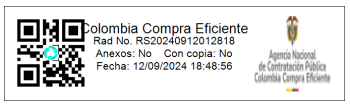 Colombia Compra Eficiente
Rad No. RS20240912012818
Anexos: No Con copia: No
Fecha: 12/09/2024 18:48:56
Agencia Nacional
de Contratación Pública
Colombia Compra Eficiente